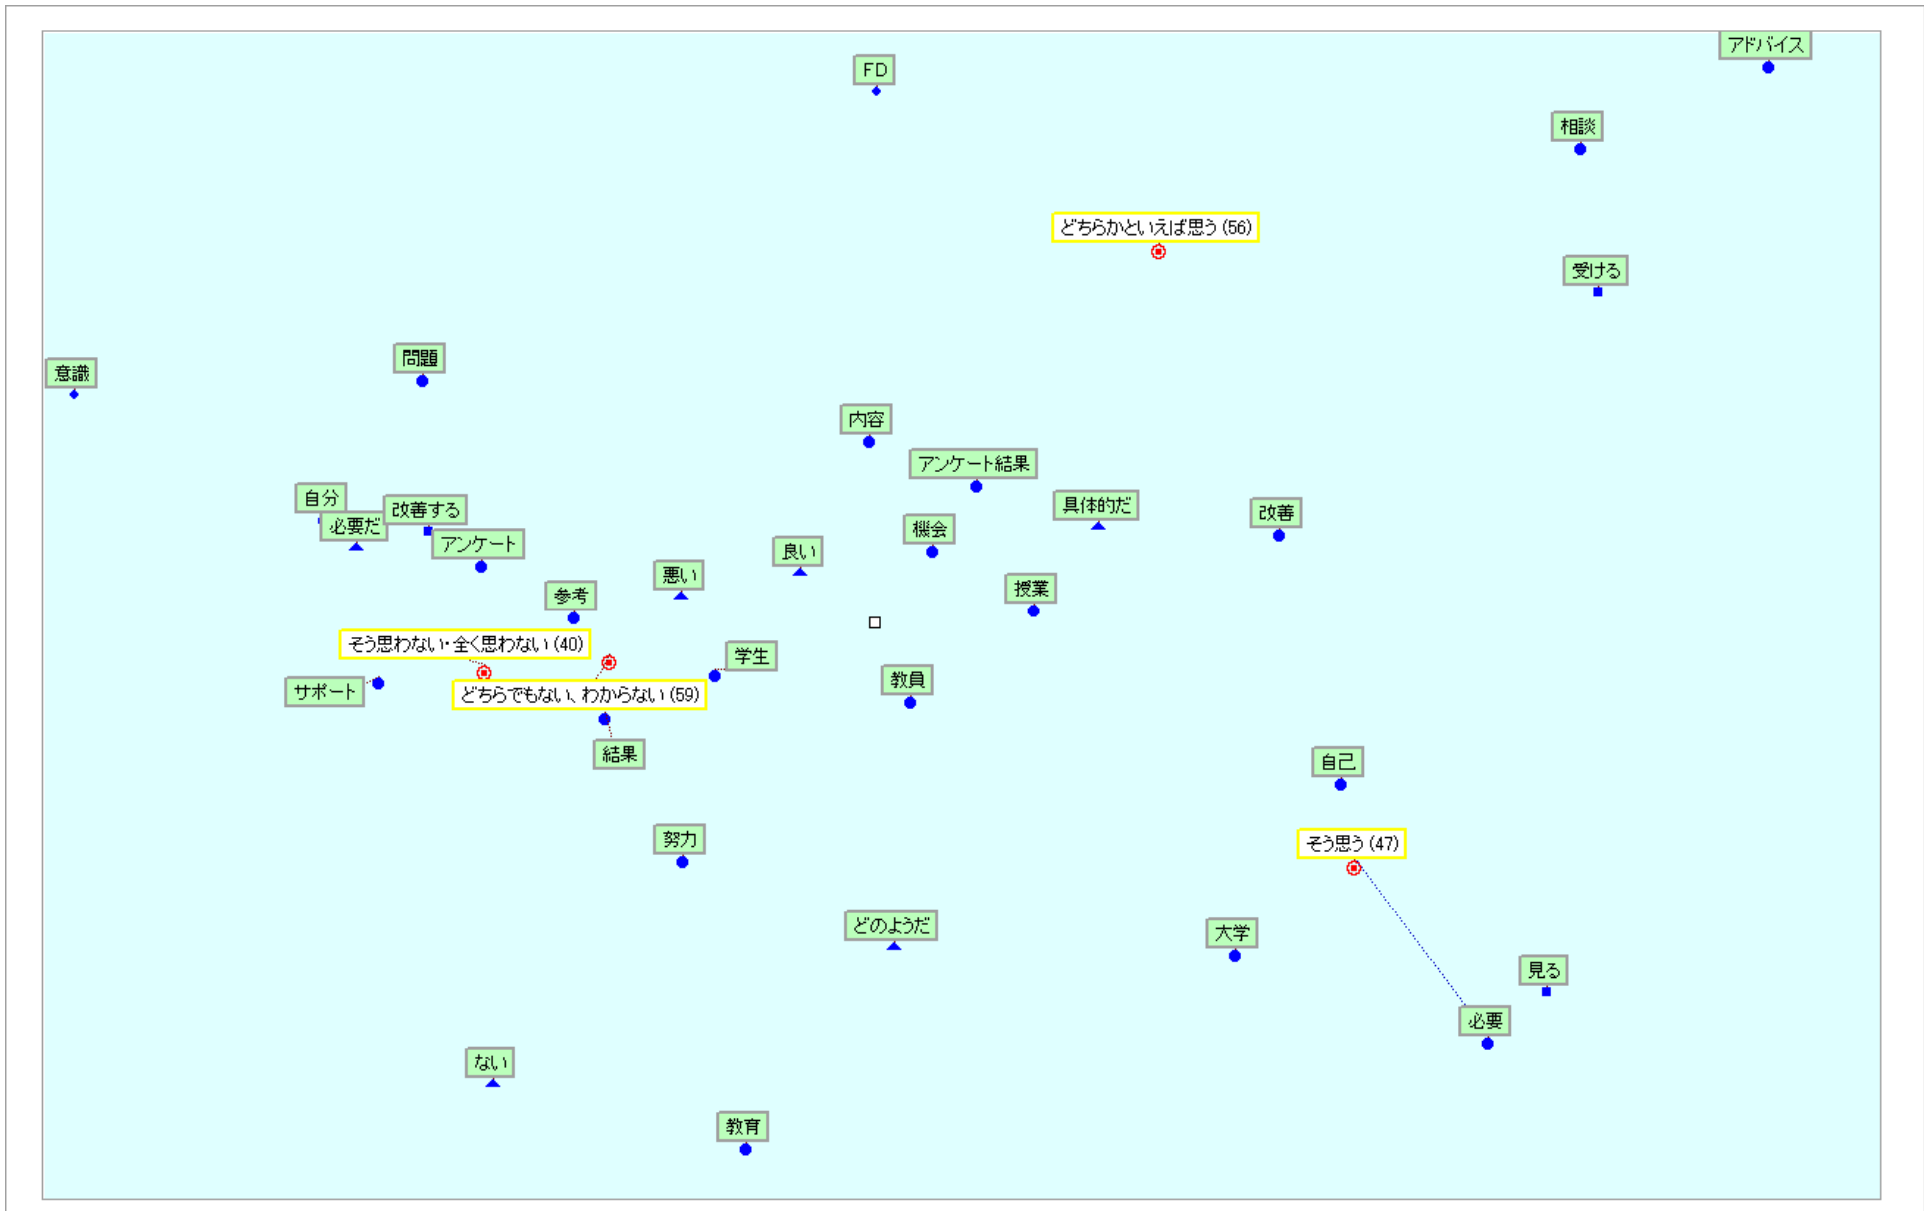 アドバイス
FD
相談
どちらかといえば思う (56)
受ける
問題
意識
内容
アンケート結果
自分
具体的だ
改善する
改善
必要だ
機会
アンケート
良い
悪い
授業
参考
そう思わない・全く思わない (40)
学生
教員
サポート
どちらでもない、わからない (59)
結果
自己
努力
そう思う (47)
どのようだ
大学
見る
必要
ない
教育